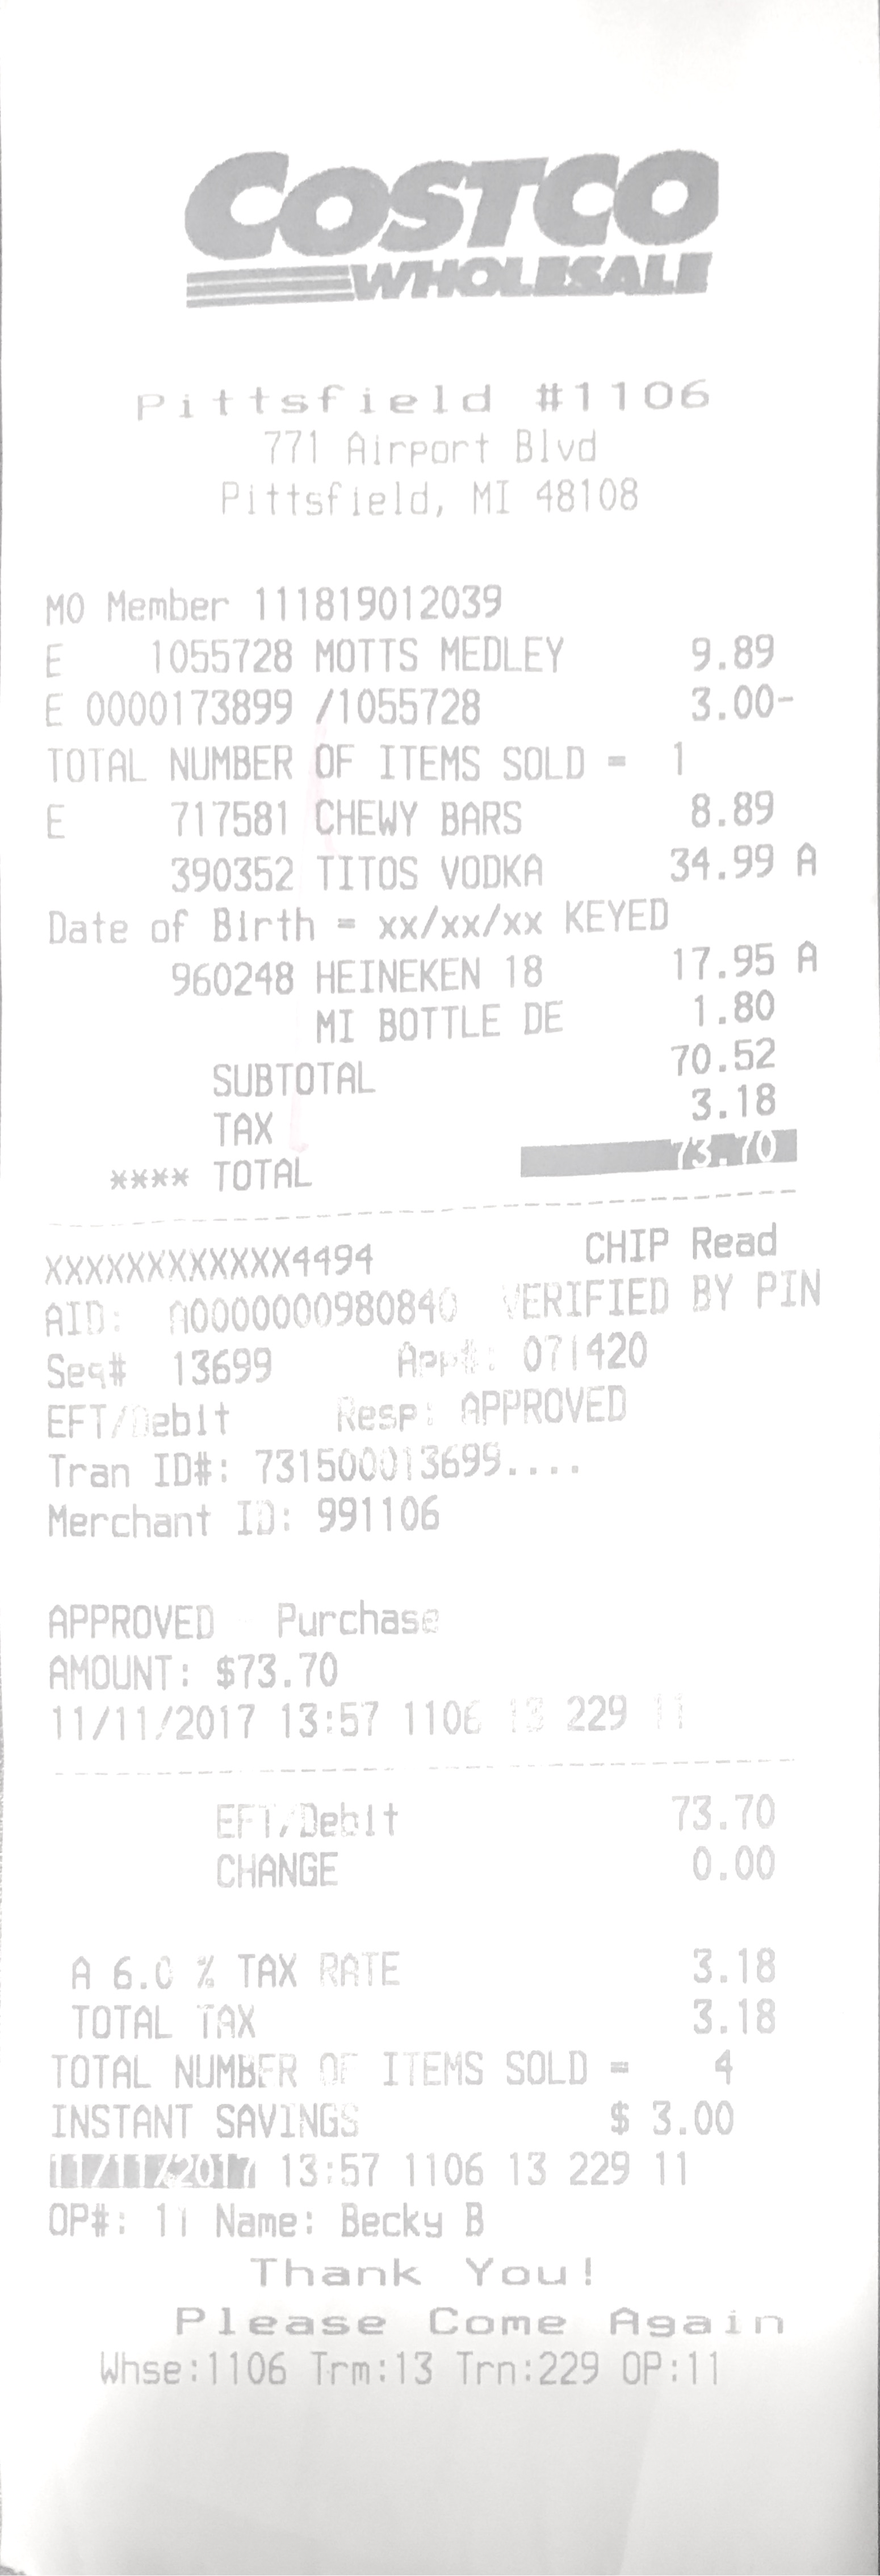 COSTCO
WHOLESALE
Pittsfield #1106
771 Airport Blvd
Pittsfield, MI 48108
MO Member 111819012039
E 1055728 MOTTS MEDLEY 9.89
E 0000173899 /1055728 3.00-
TOTAL NUMBER OF ITEMS SOLD = 1
E 717581 CHEWY BARS 8.89
390352 TITOS VODKA 34.99 A
Date of Birth = xx/xx/xx KEYED
960248 HEINEKEN 18 17.95 A
MI BOTTLE DE 1.80
SUBTOTAL 70.52
TAX 3.18
**** TOTAL 73.70
XXXXXXXXXXXX4494 CHIP Read
AID: A0000000980840 VERIFIED BY PIN
Seq# 13699 App#: 071420
EFT/Debit Resp: APPROVED
Tran ID#: 731500013699....
Merchant ID: 991106
APPROVED - Purchase
AMOUNT: $73.70
11/11/2017 13:57 1106 13 229 11
EFT/Debit 73.70
CHANGE 0.00
A 6.0 % TAX RATE 3.18
TOTAL TAX 3.18
TOTAL NUMBER OF ITEMS SOLD = 4
INSTANT SAVINGS $ 3.00
11/11/2017 13:57 1106 13 229 11
OP#: 11 Name: Becky B
Thank You!
Please Come Again
Whse:1106 Trm:13 Trn:229 OP:11